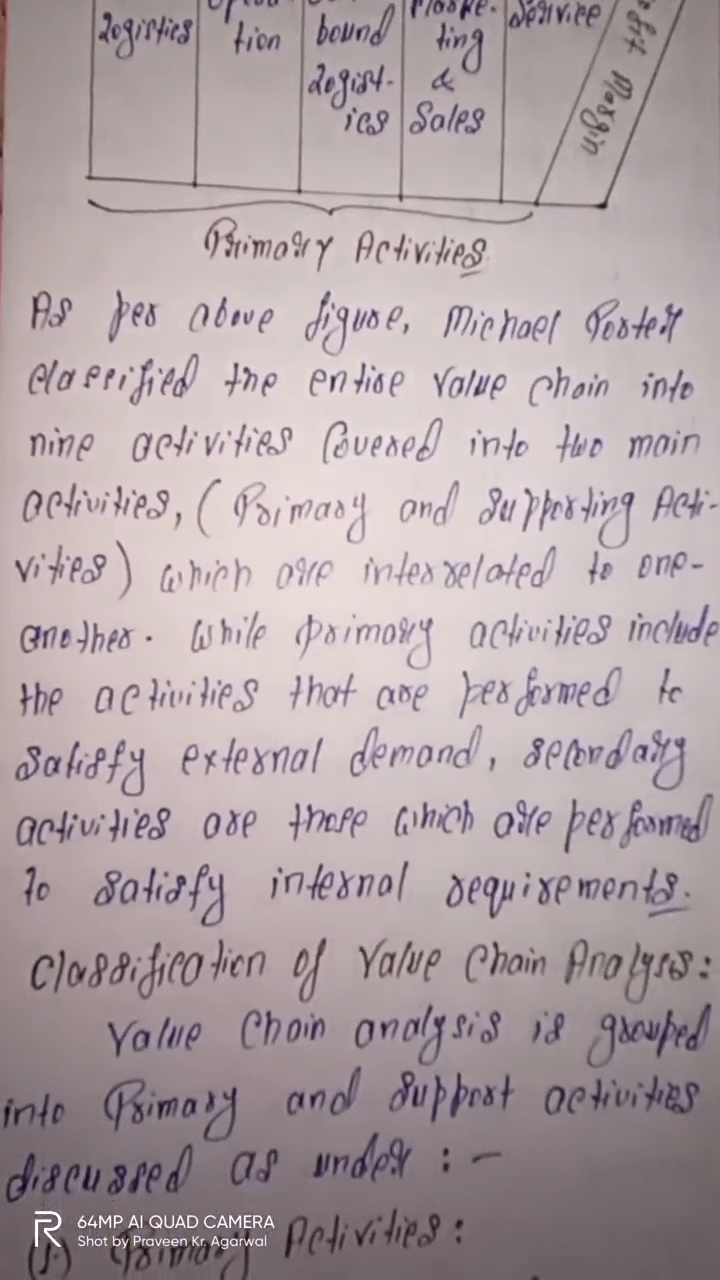 logistics
tion
bound
logist-
ics
ting
&
Sales
Service
Margin
Primary Activities
As per above figure, Michael Porter
classified the entire value chain into
nine activities Covered into two main
activities, (Primary and Supporting Acti-
vities) which are interrelated to one-
another. While primary activities include
the activities that are performed to
satisfy external demand, secondary
activities are those which are performed
to satisfy internal requirements.
Classification of Value Chain Analysis:
Value Chain analysis is grouped
into Primary and Support activities
discussed as under : -
64MP AI QUAD CAMERA
Shot by Praveen Kr. Agarwal
(1.) Primary Activities: